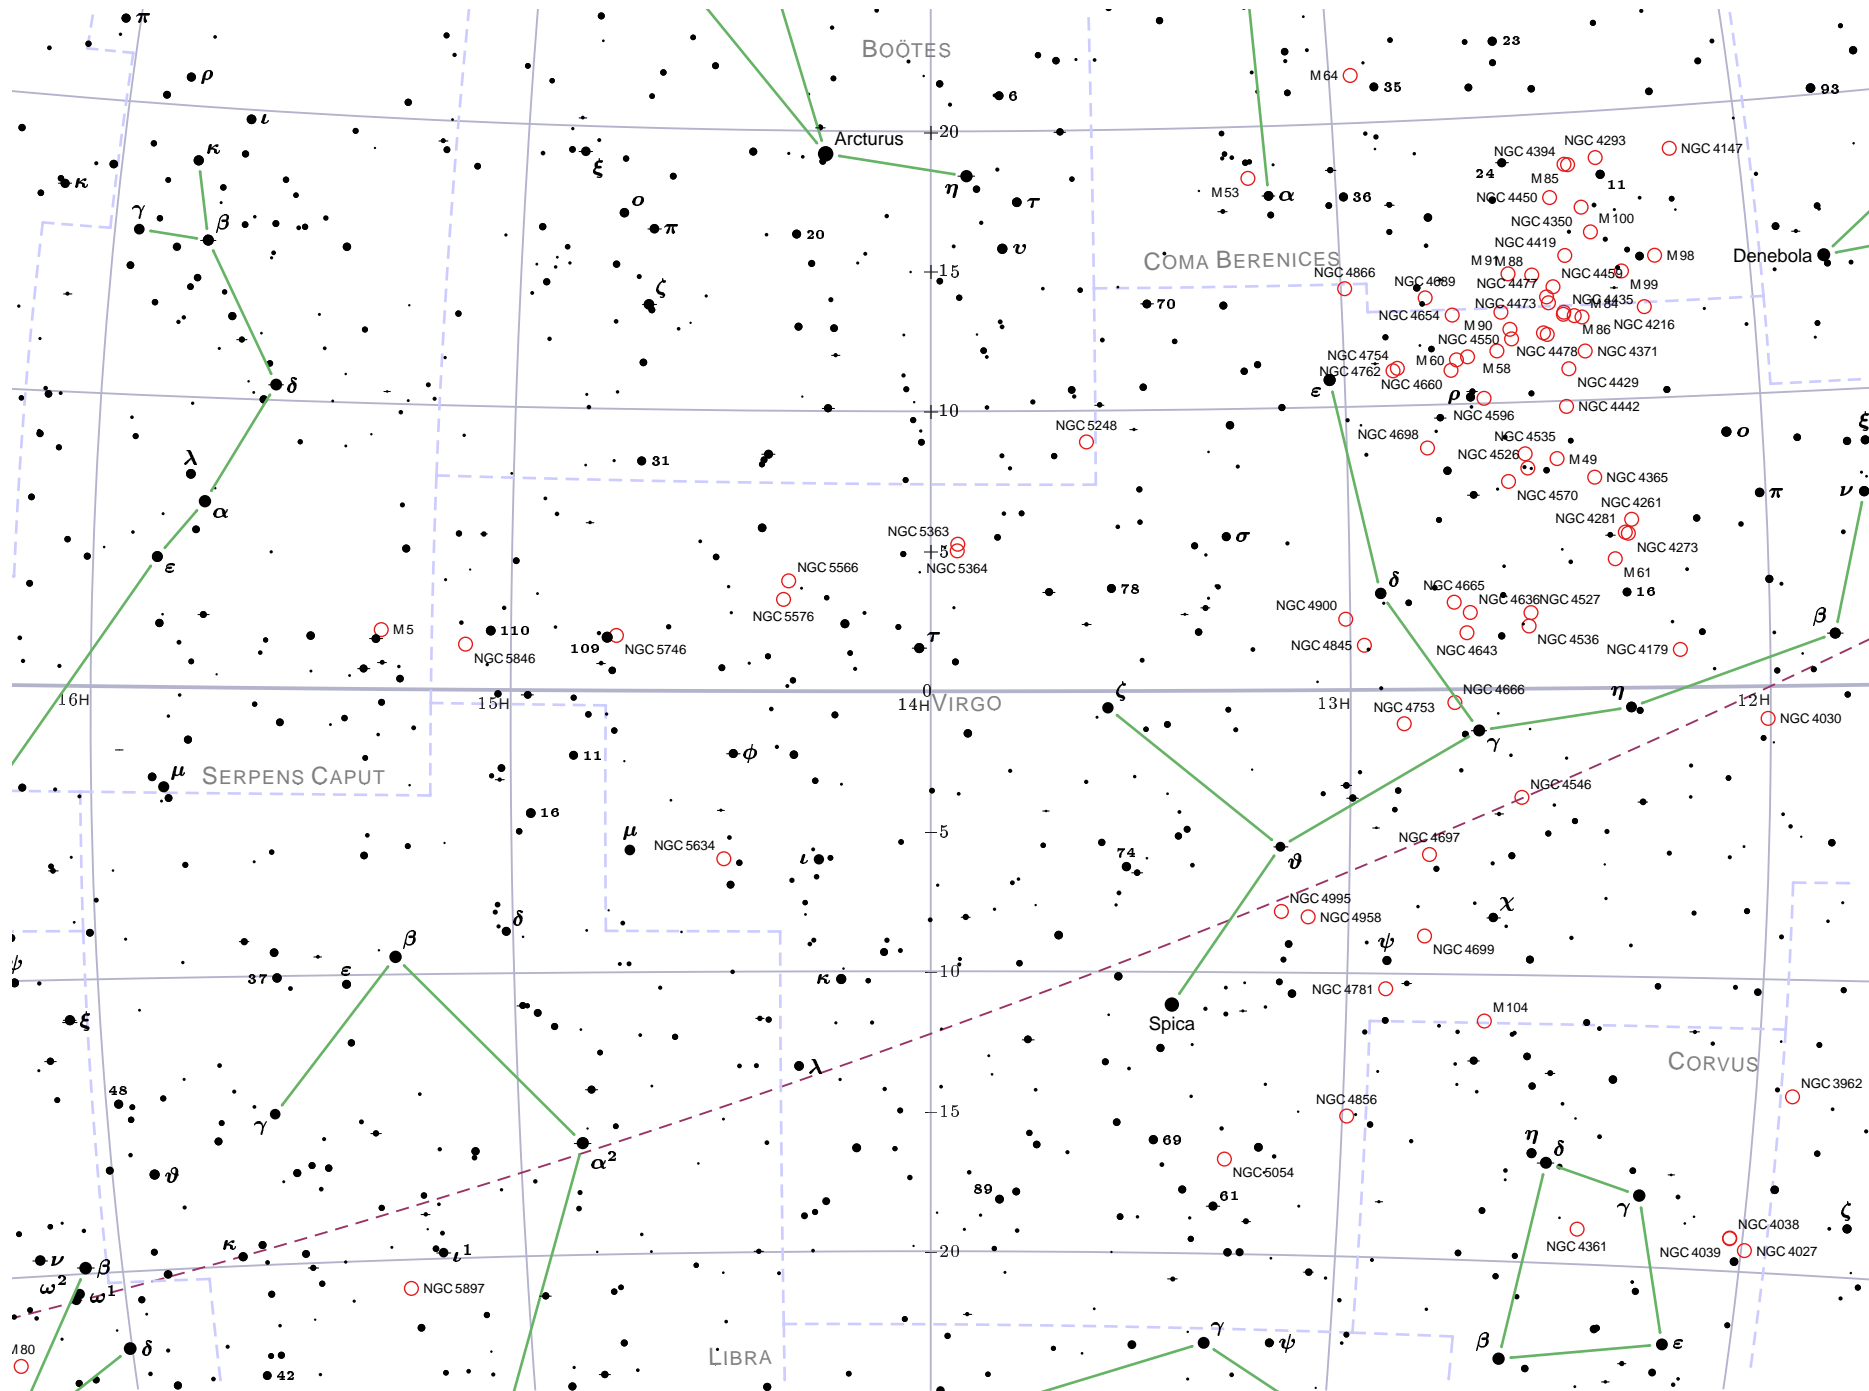 π
BOÖTES
23
M 64
35
93
ρ
6
ι
20
Arcturus
κ
ξ
η
NGC 4394
NGC 4293
NGC 4147
24
M 85
11
κ
M 53
α
36
NGC 4450
γ
β
ο
π
τ
20
υ
NGC 4350
M 100
NGC 4419
COMA BERENICES
15
NGC 4866
NGC 4689
M 91
M 88
NGC 4459
M 98
Denebola
NGC 4477
M 99
ζ
70
NGC 4473
NGC 4435
M 84
NGC 4654
M 90
M 86
NGC 4216
NGC 4550
NGC 4754
NGC 4762
M 60
NGC 4478
NGC 4371
δ
ε
NGC 4660
M 58
NGC 4429
ρ
10
NGC 4596
NGC 4442
NGC 5248
NGC 4698
NGC 4535
ο
ξ
λ
31
NGC 4526
M 49
NGC 4365
α
NGC 4570
π
ν
NGC 4261
NGC 4281
NGC 5363
5
σ
NGC 4273
NGC 5364
ε
NGC 5566
M 61
78
δ
NGC 4665
16
NGC 5576
NGC 4900
NGC 4636
NGC 4527
β
M 5
110
109
NGC 5746
τ
NGC 4536
NGC 5846
NGC 4845
NGC 4643
NGC 4179
0
ζ
NGC 4666
η
16H
15H
14H
VIRGO
13H
12H
NGC 4753
NGC 4030
γ
11
φ
SERPENS CAPUT
μ
NGC 4546
16
μ
−5
NGC 5634
ι
74
ϑ
NGC 4697
NGC 4995
NGC 4958
χ
δ
β
NGC 4699
ψ
ψ
37
ε
−10
κ
NGC 4781
ξ
Spica
M 104
CORVUS
λ
48
NGC 3962
NGC 4856
−15
γ
69
η
δ
α²
ϑ
NGC 5054
89
61
γ
ζ
NGC 4038
κ
ι¹
−20
NGC 4361
NGC 4039
NGC 4027
ν
β
ω²
ω¹
NGC 5897
γ
ψ
β
ε
M 80
δ
LIBRA
42